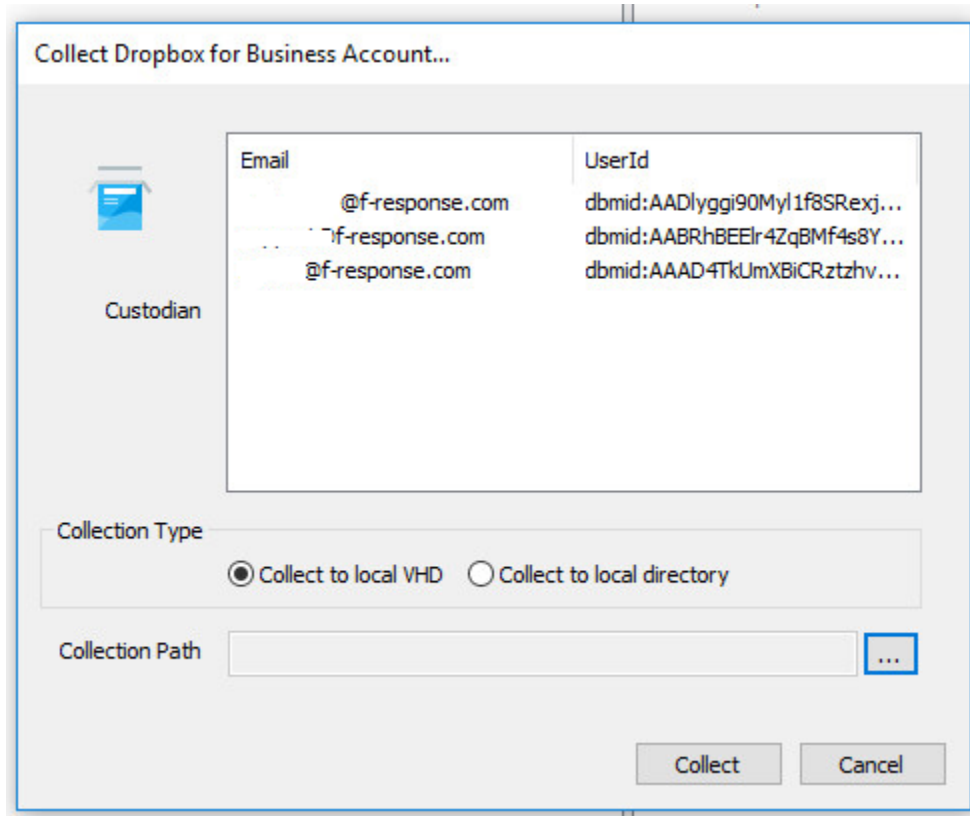 Collect Dropbox for Business Account...
Email UserId
@f-response.com dbmid:AADlyggi90Myl1f8SRexj...
f-response.com dbmid:AABRhBEElr4ZqBMf4s8Y...
@f-response.com dbmid:AAAD4TkUmXBiCRztzhv...
Custodian
Collection Type
Collect to local VHD Collect to local directory
Collection Path ...
Collect Cancel